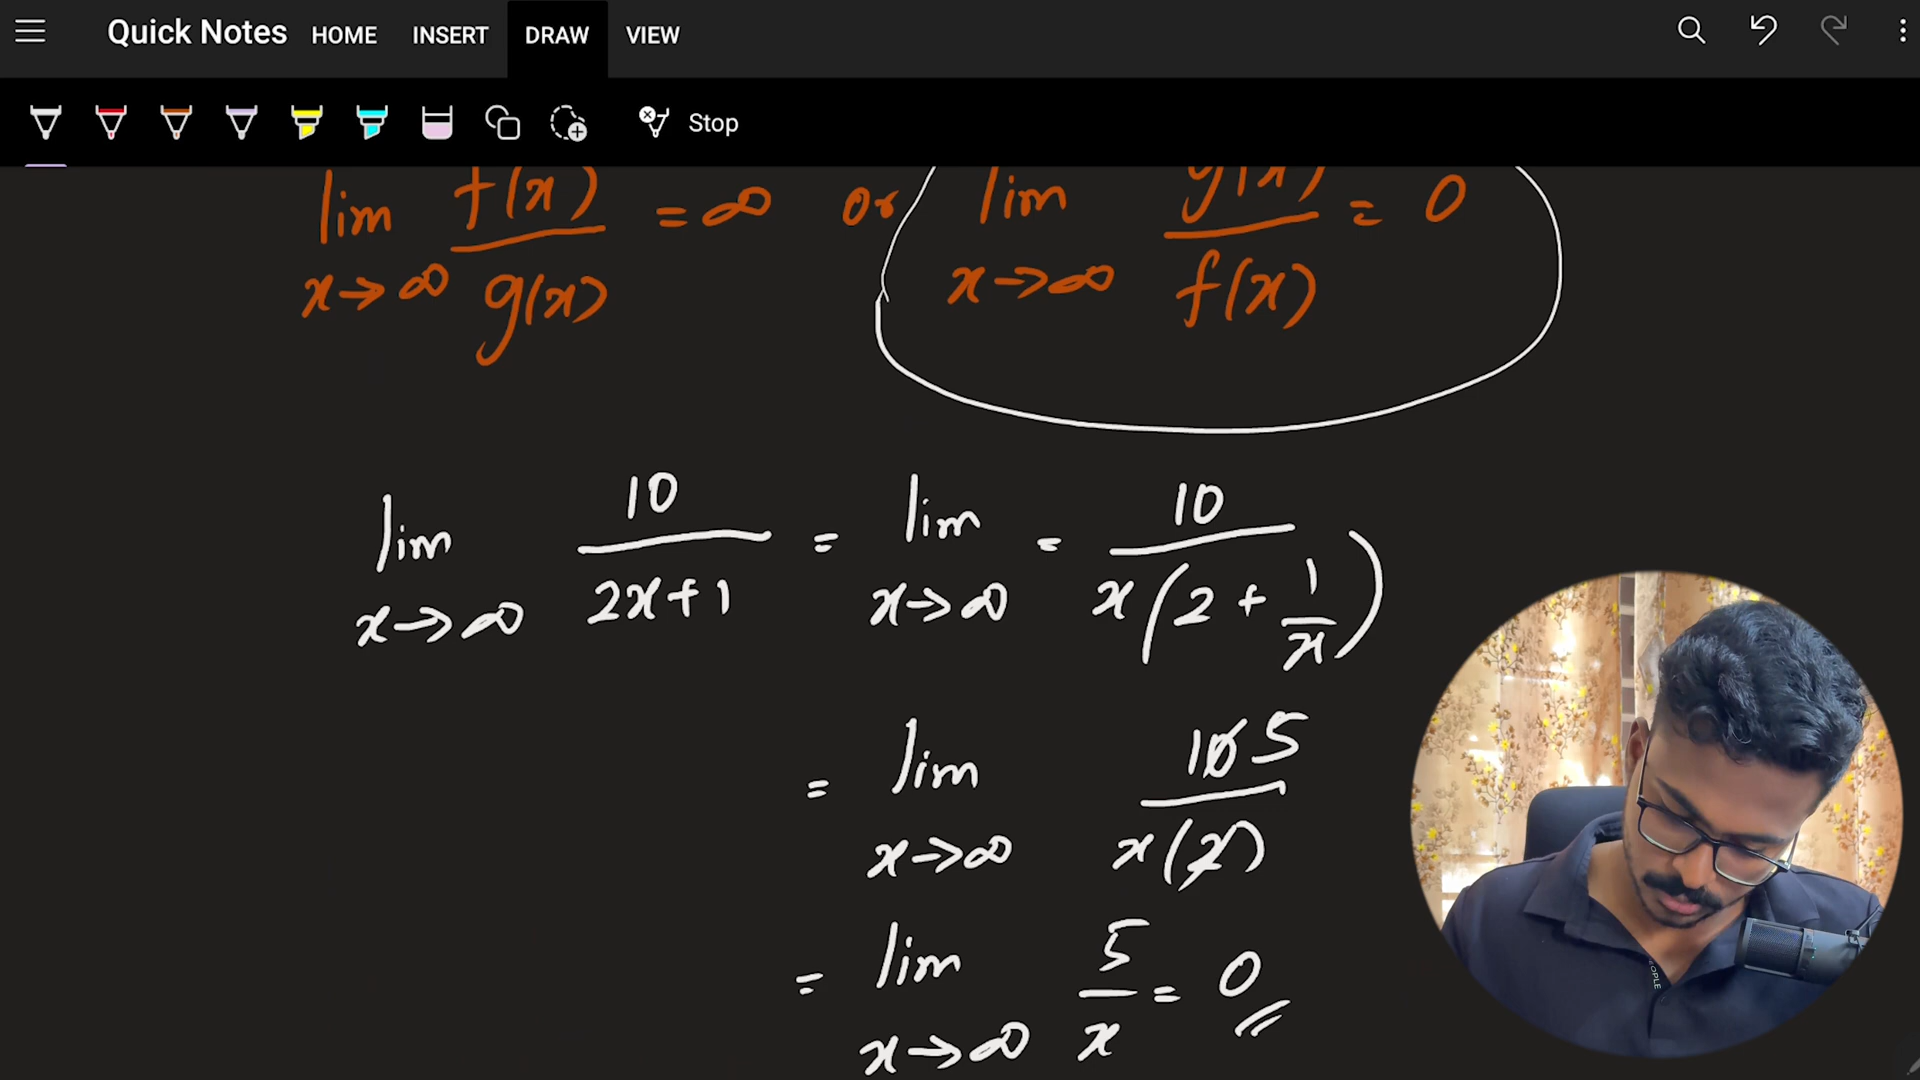 Quick Notes HOME INSERT DRAW VIEW
Stop
lim x→∞ f(x)/g(x) = ∞ or lim x→∞ g(x)/f(x) = 0
lim x→∞ 10/(2x+1) = lim x→∞ = 10/x(2 + 1/x)
= lim x→∞ 10 5/x(2)
= lim x→∞ 5/x = 0